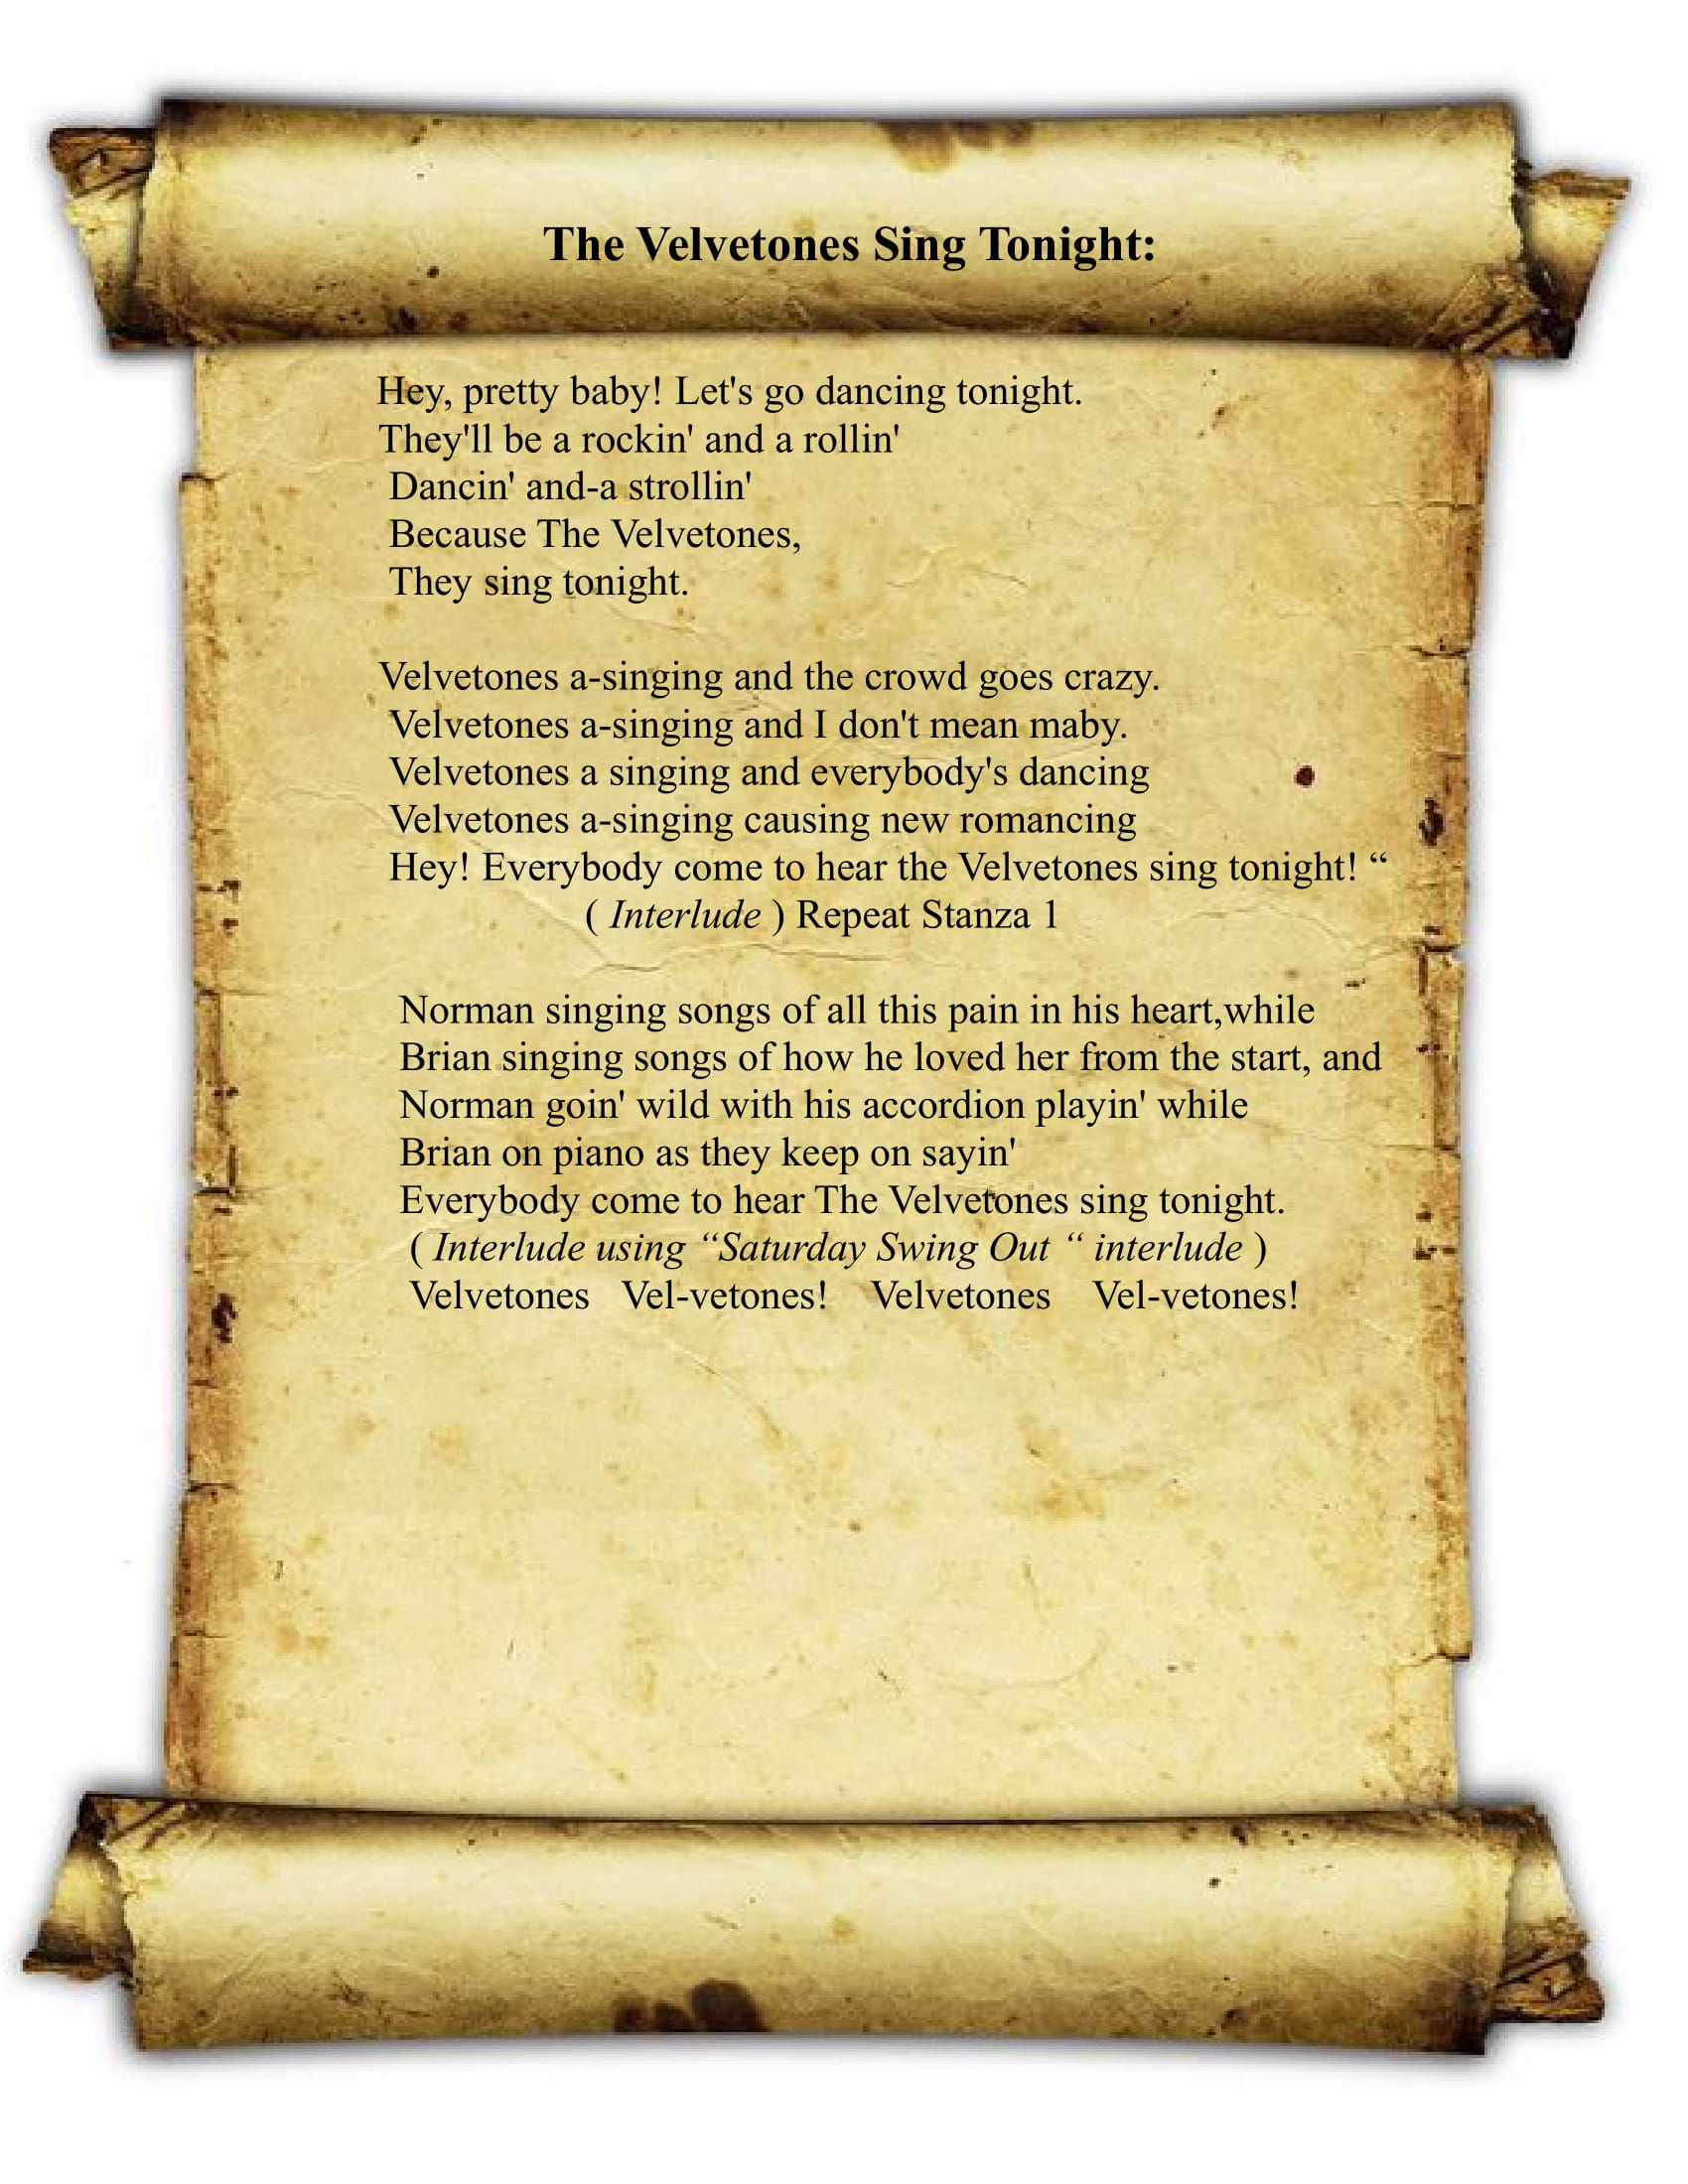 The Velvetones Sing Tonight:
Hey, pretty baby! Let's go dancing tonight.
They'll be a rockin' and a rollin'
Dancin' and-a strollin'
Because The Velvetones,
They sing tonight.
Velvetones a-singing and the crowd goes crazy.
Velvetones a-singing and I don't mean maby.
Velvetones a singing and everybody's dancing
Velvetones a-singing causing new romancing
Hey! Everybody come to hear the Velvetones sing tonight! “
( Interlude ) Repeat Stanza 1
Norman singing songs of all this pain in his heart,while
Brian singing songs of how he loved her from the start, and
Norman goin' wild with his accordion playin' while
Brian on piano as they keep on sayin'
Everybody come to hear The Velvetones sing tonight.
( Interlude using “Saturday Swing Out “ interlude )
Velvetones Vel-vetones! Velvetones Vel-vetones!